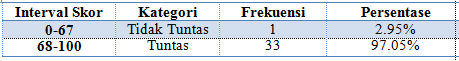 Interval Skor Kategori Frekuensi Persentase
0-67 Tidak Tuntas 1 2.95%
68-100 Tuntas 33 97.05%